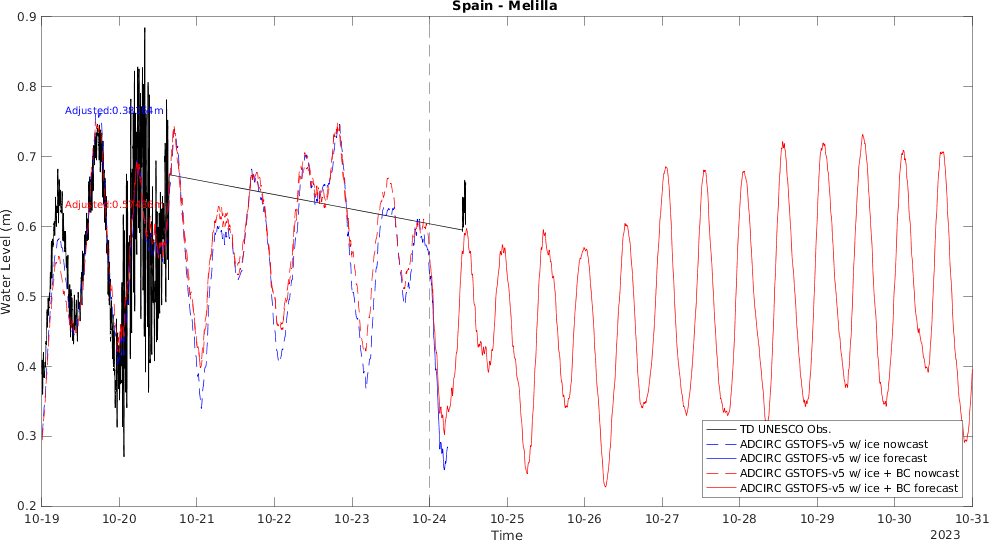 Spain - Melilla
0.9
0.8
0.7
0.6
0.5
0.4
0.3
0.2
Water Level (m)
10-19 10-20 10-21 10-22 10-23 10-24 10-25 10-26 10-27 10-28 10-29 10-30 10-31
2023
Time
TD UNESCO Obs.
ADCIRC GSTOFS-v5 w/ ice nowcast
ADCIRC GSTOFS-v5 w/ ice forecast
ADCIRC GSTOFS-v5 w/ ice + BC nowcast
ADCIRC GSTOFS-v5 w/ ice + BC forecast